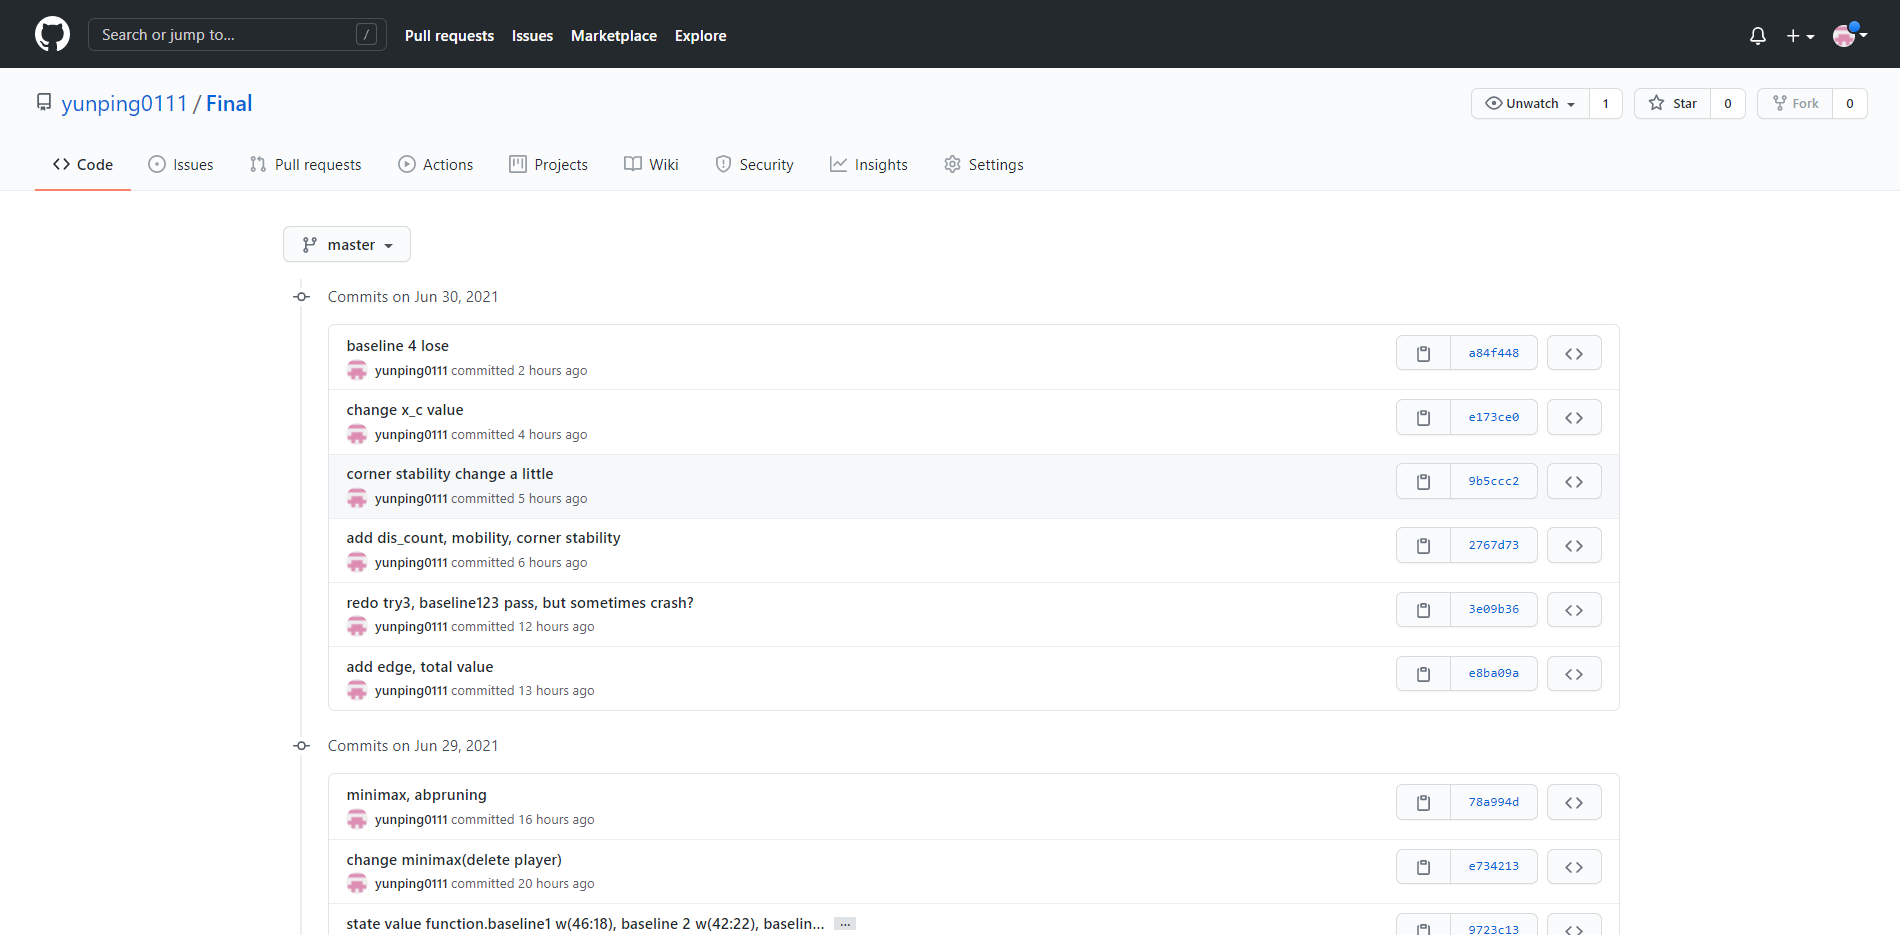 Search or jump to... / Pull requests Issues Marketplace Explore
yunping0111 / Final Unwatch 1 Star 0 Fork 0
Code Issues Pull requests Actions Projects Wiki Security Insights Settings
master
Commits on Jun 30, 2021
baseline 4 lose
yunping0111 committed 2 hours ago
a84f448
change x_c value
yunping0111 committed 4 hours ago
e173ce0
corner stability change a little
yunping0111 committed 5 hours ago
9b5ccc2
add dis_count, mobility, corner stability
yunping0111 committed 6 hours ago
2767d73
redo try3, baseline123 pass, but sometimes crash?
yunping0111 committed 12 hours ago
3e09b36
add edge, total value
yunping0111 committed 13 hours ago
e8ba09a
Commits on Jun 29, 2021
minimax, abpruning
yunping0111 committed 16 hours ago
78a994d
change minimax(delete player)
yunping0111 committed 20 hours ago
e734213
state value function.baseline1 w(46:18), baseline 2 w(42:22), baselin... ...
9723c13